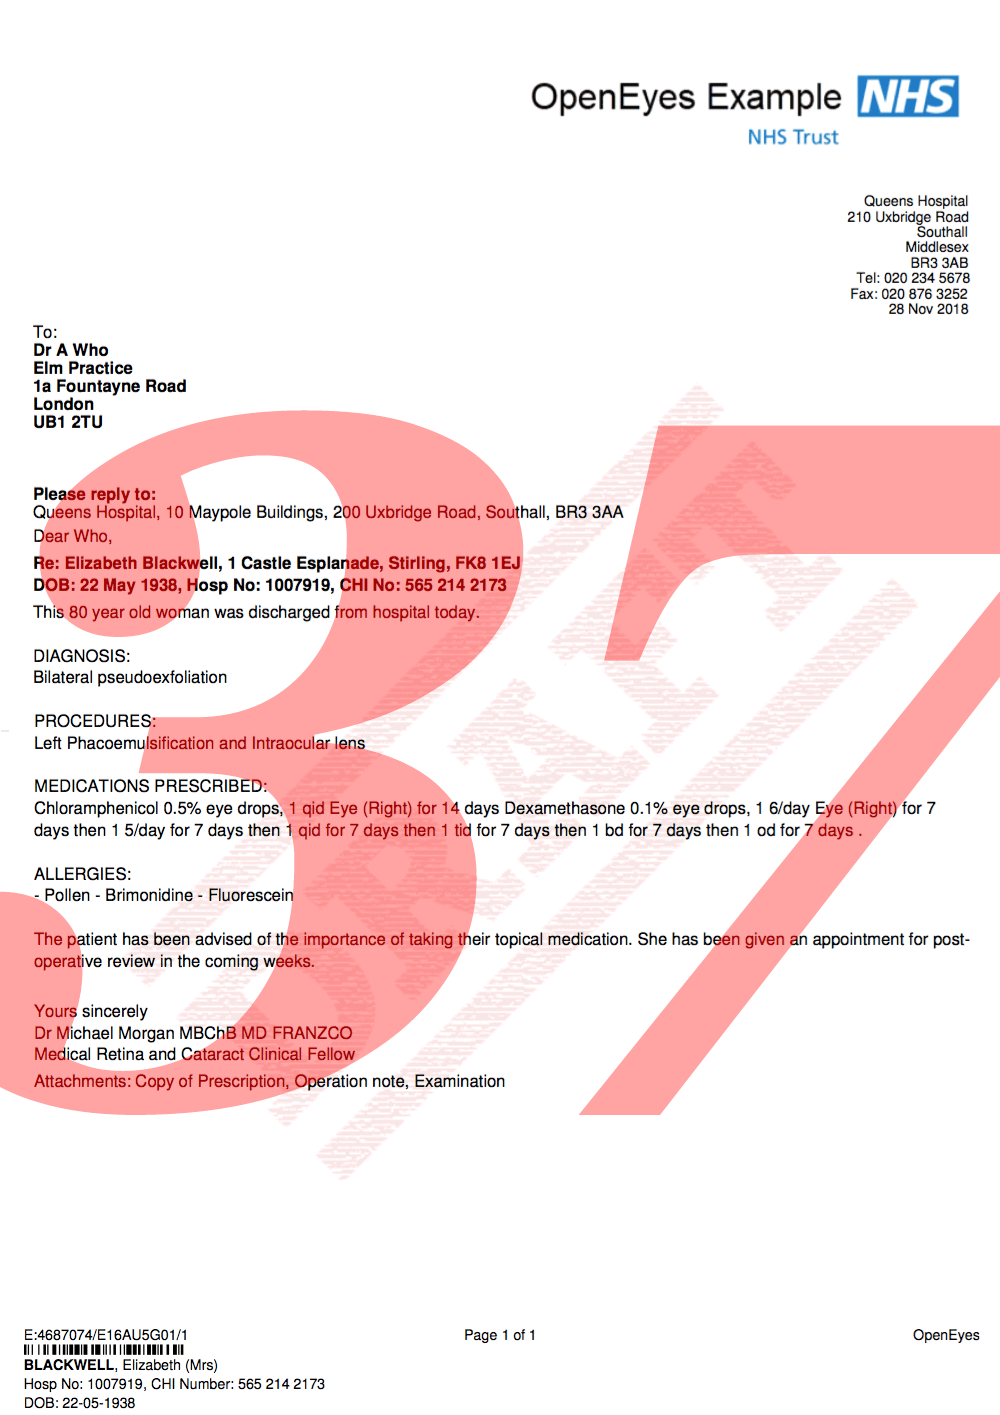 OpenEyes Example NHS
NHS Trust
Queens Hospital
210 Uxbridge Road
Southall
Middlesex
BR3 3AB
Tel: 020 234 5678
Fax: 020 876 3252
28 Nov 2018
To:
Dr A Who
Elm Practice
1a Fountayne Road
London
UB1 2TU
37
DRAFT
Please reply to:
Queens Hospital, 10 Maypole Buildings, 200 Uxbridge Road, Southall, BR3 3AA
Dear Who,
Re: Elizabeth Blackwell, 1 Castle Esplanade, Stirling, FK8 1EJ
DOB: 22 May 1938, Hosp No: 1007919, CHI No: 565 214 2173
This 80 year old woman was discharged from hospital today.
DIAGNOSIS:
Bilateral pseudoexfoliation
PROCEDURES:
Left Phacoemulsification and Intraocular lens
MEDICATIONS PRESCRIBED:
Chloramphenicol 0.5% eye drops, 1 qid Eye (Right) for 14 days Dexamethasone 0.1% eye drops, 1 6/day Eye (Right) for 7
days then 1 5/day for 7 days then 1 qid for 7 days then 1 tid for 7 days then 1 bd for 7 days then 1 od for 7 days .
ALLERGIES:
- Pollen - Brimonidine - Fluorescein
The patient has been advised of the importance of taking their topical medication. She has been given an appointment for post-
operative review in the coming weeks.
Yours sincerely
Dr Michael Morgan MBChB MD FRANZCO
Medical Retina and Cataract Clinical Fellow
Attachments: Copy of Prescription, Operation note, Examination
E:4687074/E16AU5G01/1
Page 1 of 1
OpenEyes
BLACKWELL, Elizabeth (Mrs)
Hosp No: 1007919, CHI Number: 565 214 2173
DOB: 22-05-1938